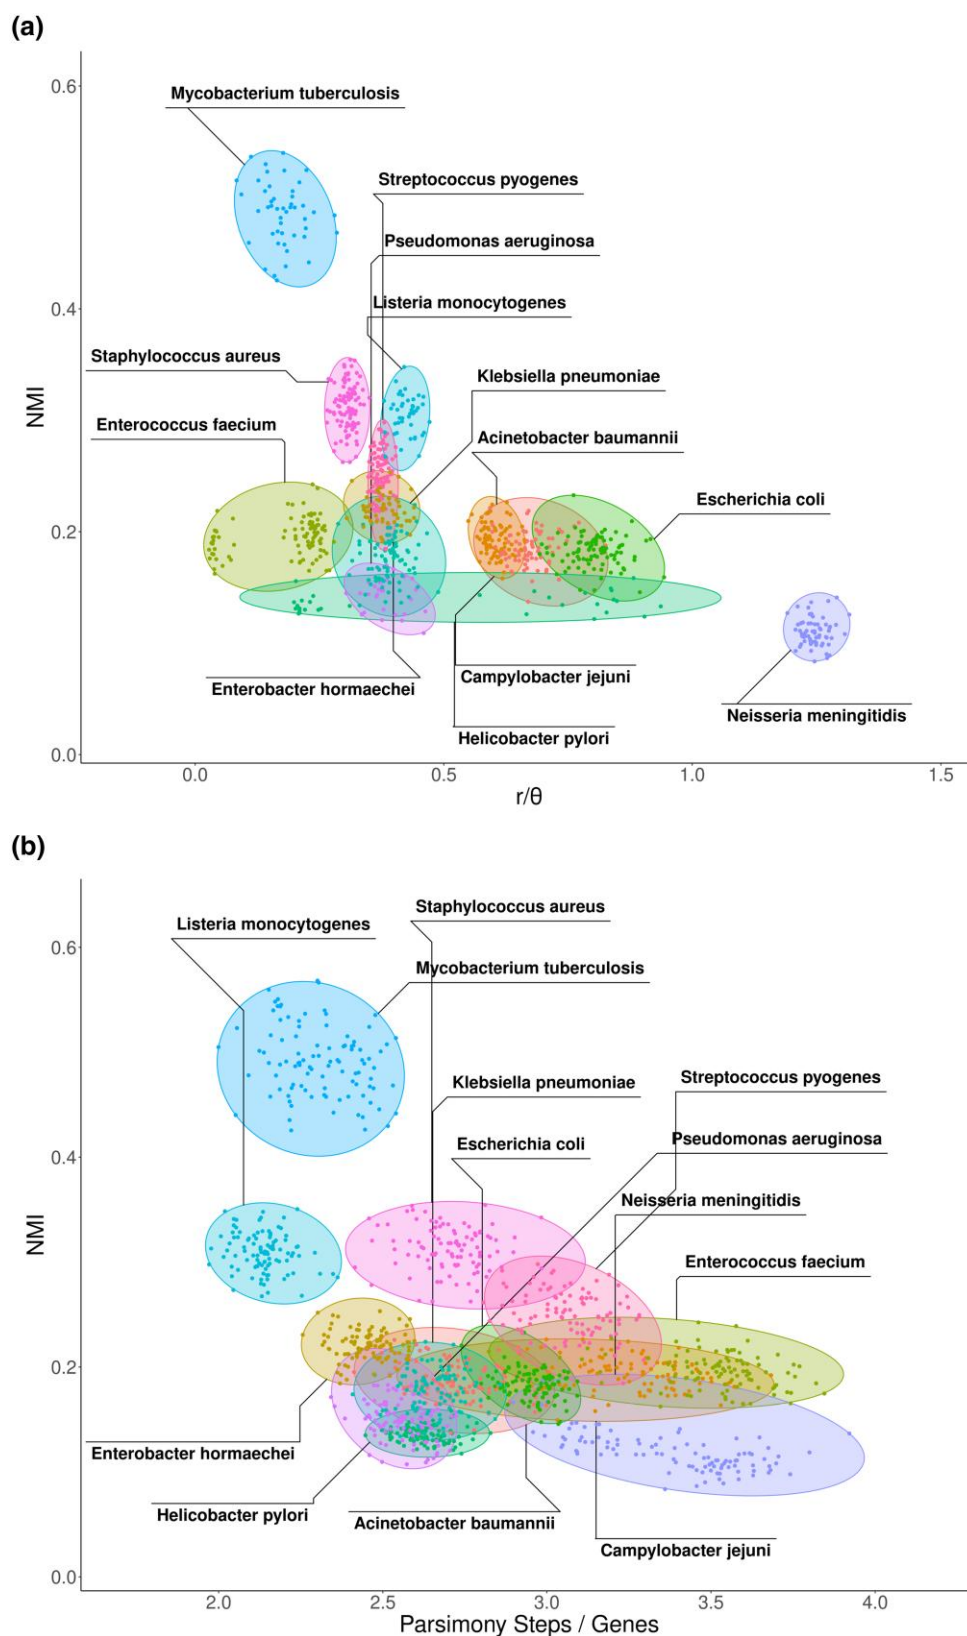 (a)
0.6
Mycobacterium tuberculosis
Streptococcus pyogenes
Pseudomonas aeruginosa
Listeria monocytogenes
0.4
Staphylococcus aureus
Klebsiella pneumoniae
NMI
Enterococcus faecium
Acinetobacter baumannii
Escherichia coli
0.2
Campylobacter jejuni
Enterobacter hormaechei
Neisseria meningitidis
Helicobacter pylori
0.0
0.0 0.5 1.0 1.5
r/θ
(b)
Staphylococcus aureus
Listeria monocytogenes
0.6
Mycobacterium tuberculosis
Klebsiella pneumoniae
Streptococcus pyogenes
Escherichia coli
Pseudomonas aeruginosa
0.4
Neisseria meningitidis
NMI
Enterococcus faecium
0.2
Enterobacter hormaechei
Helicobacter pylori
Acinetobacter baumannii
Campylobacter jejuni
0.0
2.0 2.5 3.0 3.5 4.0
Parsimony Steps / Genes